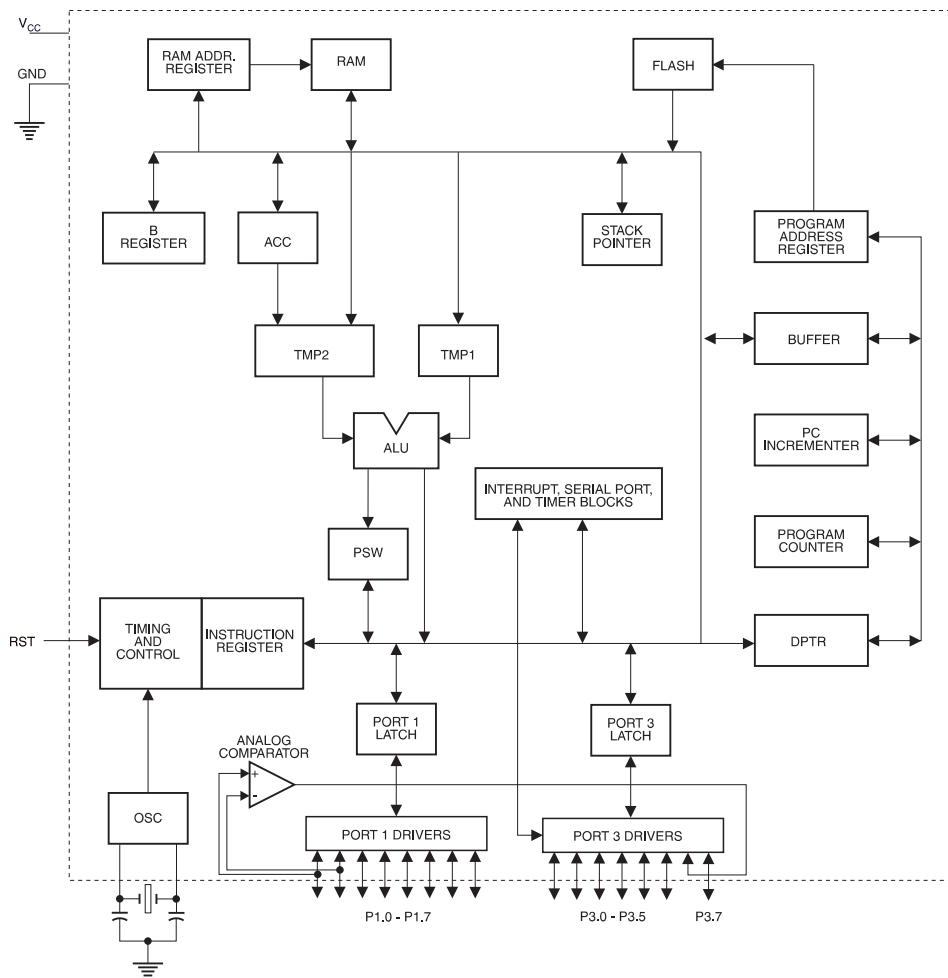 VCC
GND
RAM ADDR.
REGISTER
RAM
FLASH
B
REGISTER
ACC
STACK
POINTER
PROGRAM
ADDRESS
REGISTER
TMP2
TMP1
BUFFER
ALU
PC
INCREMENTER
INTERRUPT, SERIAL PORT,
AND TIMER BLOCKS
PSW
PROGRAM
COUNTER
RST
TIMING
AND
CONTROL
INSTRUCTION
REGISTER
DPTR
PORT 1
LATCH
PORT 3
LATCH
ANALOG
COMPARATOR
+
-
OSC
PORT 1 DRIVERS
PORT 3 DRIVERS
P1.0 - P1.7
P3.0 - P3.5
P3.7